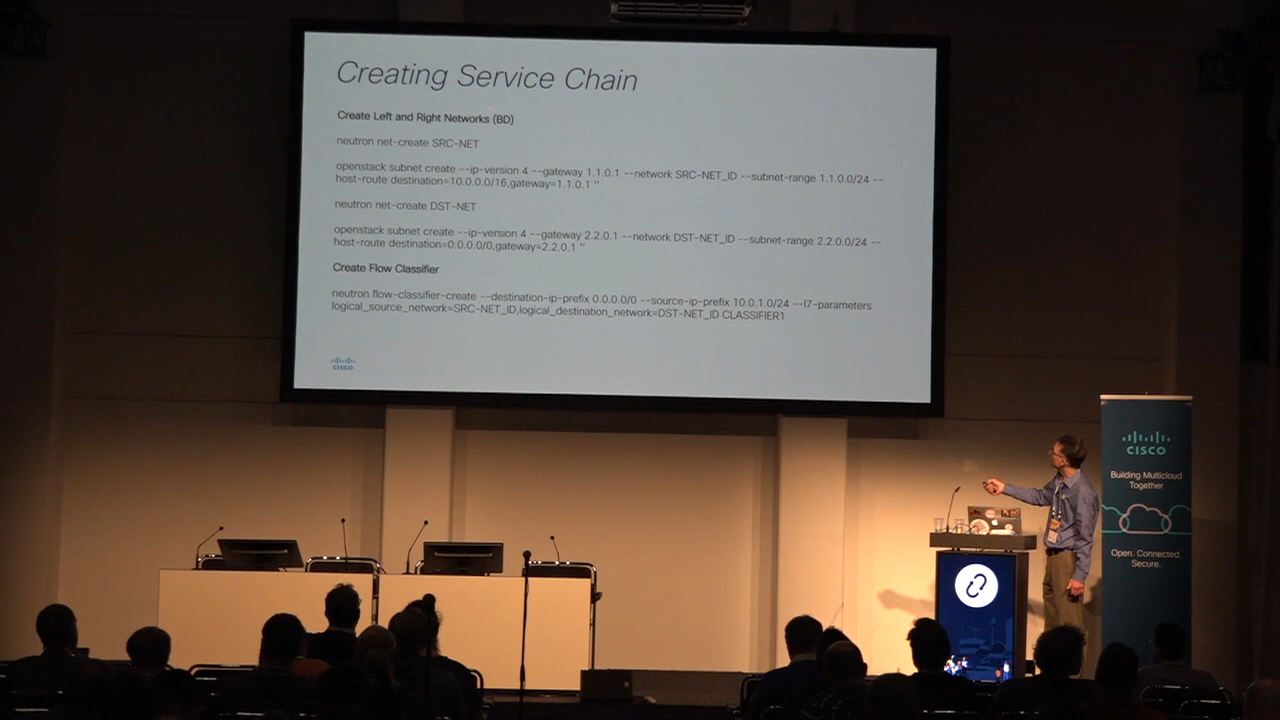 Creating Service Chain
Create Left and Right Networks (BD)
neutron net-create SRC-NET
openstack subnet create --ip-version 4 --gateway 1.1.0.1 --network SRC-NET_ID --subnet-range 1.1.0.0/24 --
host-route destination=10.0.0.0/16,gateway=1.1.0.1 ''
neutron net-create DST-NET
openstack subnet create --ip-version 4 --gateway 2.2.0.1 --network DST-NET_ID --subnet-range 2.2.0.0/24 --
host-route destination=0.0.0.0/0,gateway=2.2.0.1 ''
Create Flow Classifier
neutron flow-classifier-create --destination-ip-prefix 0.0.0.0/0 --source-ip-prefix 10.0.1.0/24 --l7-parameters
logical_source_network=SRC-NET_ID,logical_destination_network=DST-NET_ID CLASSIFIER1
CISCO
CISCO
Building Multicloud
Together
Open. Connected.
Secure.